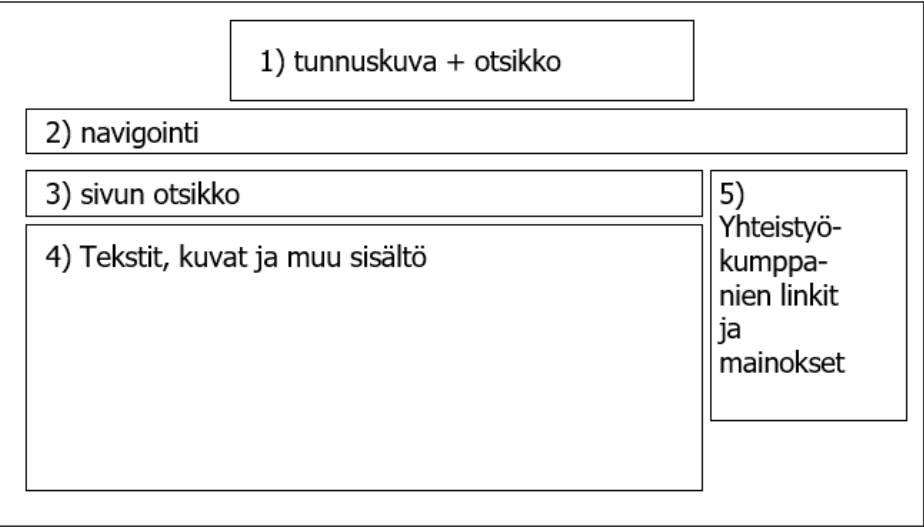 1) tunnuskuva + otsikko
2) navigointi
3) sivun otsikko
4) Tekstit, kuvat ja muu sisältö
5)
Yhteistyö-
kumppa-
nien linkit
ja
mainokset